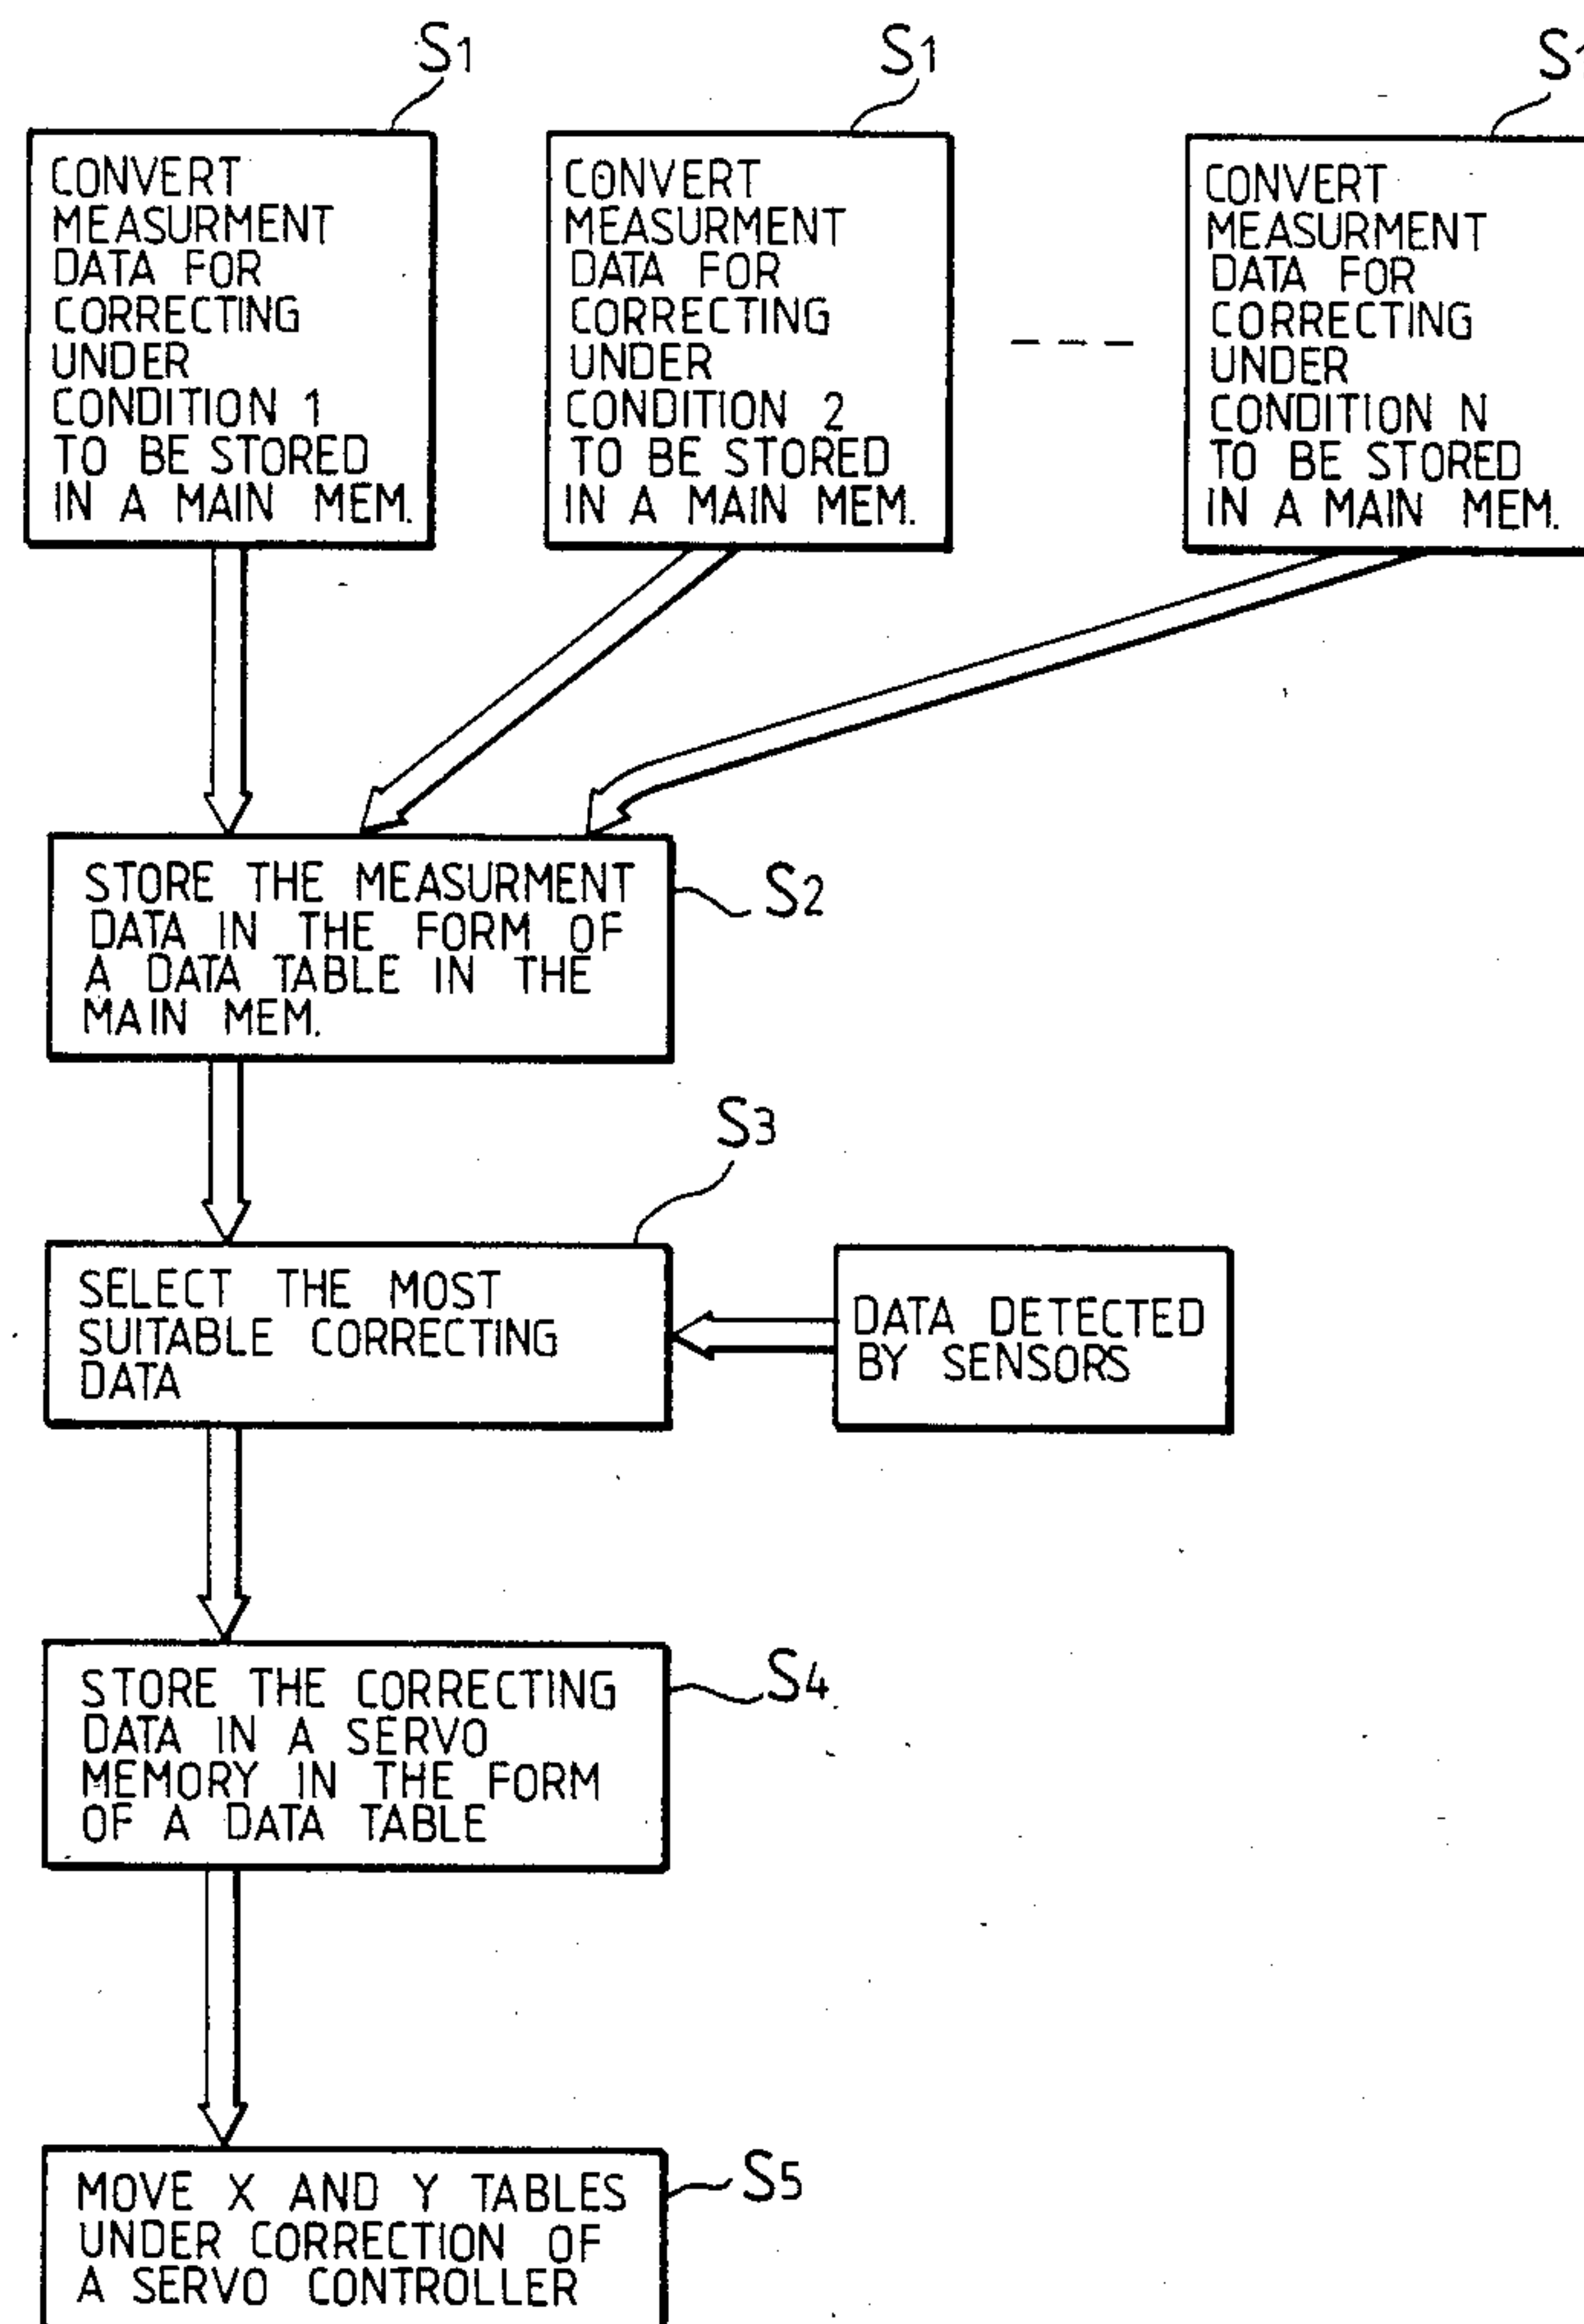 S1
CONVERT
MEASURMENT
DATA FOR
CORRECTING
UNDER
CONDITION 1
TO BE STORED
IN A MAIN MEM.
S1
CONVERT
MEASURMENT
DATA FOR
CORRECTING
UNDER
CONDITION 2
TO BE STORED
IN A MAIN MEM.
S1
CONVERT
MEASURMENT
DATA FOR
CORRECTING
UNDER
CONDITION N
TO BE STORED
IN A MAIN MEM.
S2
STORE THE MEASURMENT
DATA IN THE FORM OF
A DATA TABLE IN THE
MAIN MEM.
S3
SELECT THE MOST
SUITABLE CORRECTING
DATA
DATA DETECTED
BY SENSORS
S4
STORE THE CORRECTING
DATA IN A SERVO
MEMORY IN THE FORM
OF A DATA TABLE
S5
MOVE X AND Y TABLES
UNDER CORRECTION OF
A SERVO CONTROLLER